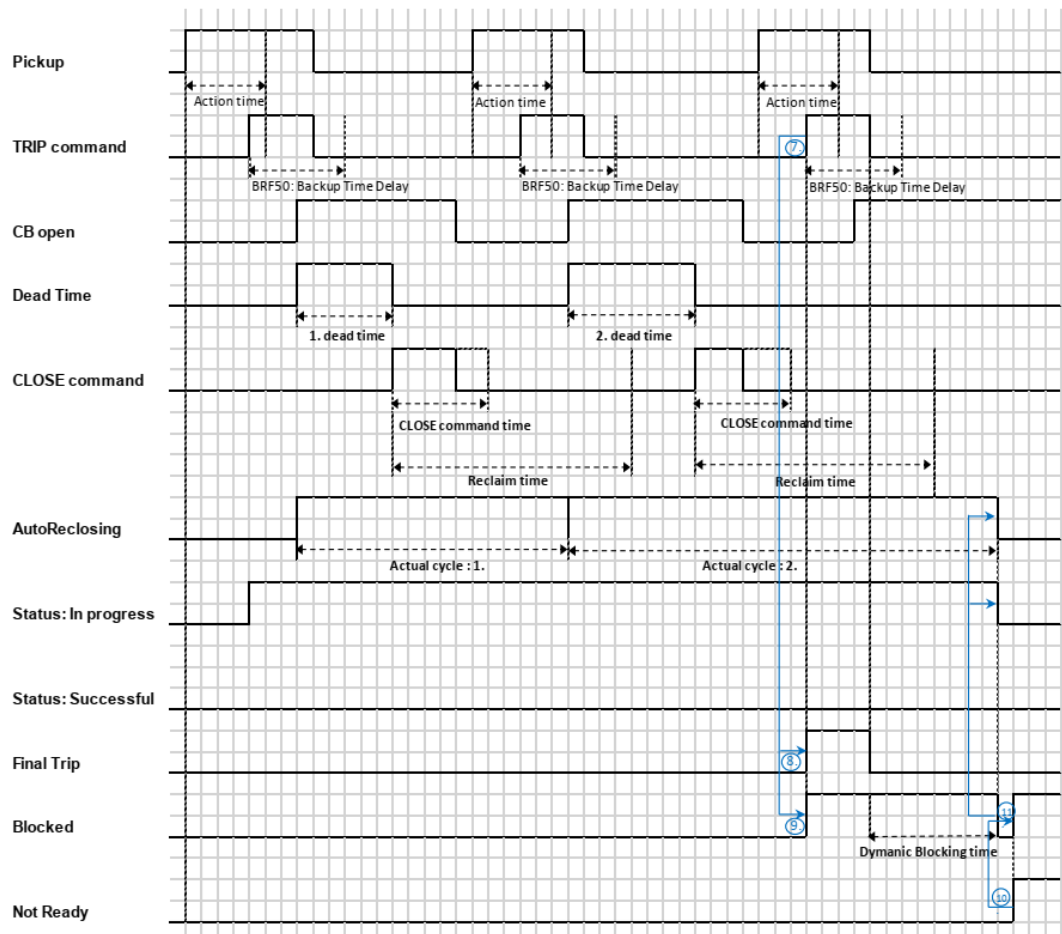 Pickup
Action time
Action time
Action time
TRIP command
7.
BRF50: Backup Time Delay
BRF50: Backup Time Delay
BRF50: Backup Time Delay
CB open
Dead Time
1. dead time
2. dead time
CLOSE command
CLOSE command time
CLOSE command time
Reclaim time
Reclaim time
AutoReclosing
Actual cycle : 1.
Actual cycle : 2.
Status: In progress
Status: Successful
Final Trip
8.
Blocked
9.
11
Dymanic Blocking time
10
Not Ready